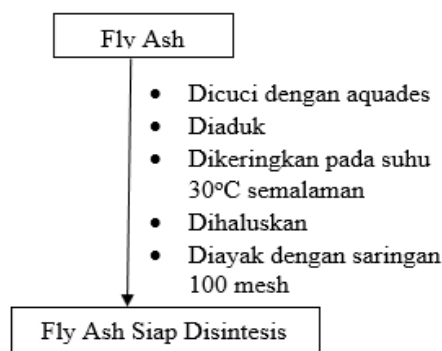 Fly Ash
• Dicuci dengan aquades
• Diaduk
• Dikeringkan pada suhu
30°C semalaman
• Dihaluskan
• Diayak dengan saringan
100 mesh
Fly Ash Siap Disintesis